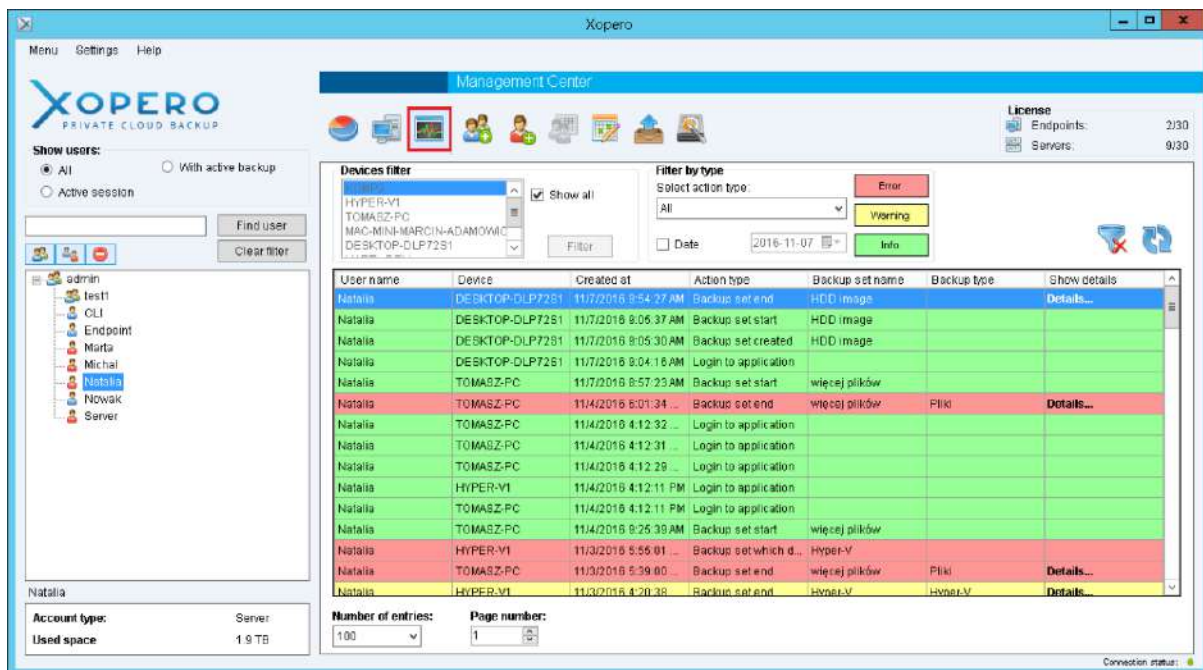 Xopero
Menu Settings Help
XOPERO
PRIVATE CLOUD BACKUP
Management Center
License
Endpoints: 2/30
Servers: 9/30
Show users:
All
With active backup
Active session
Find user
Clear filter
admin
test1
CLI
Endpoint
Marta
Michal
Natalia
Nowak
Server
Natalia
Account type: Server
Used space 1.9 TB
Devices filter
HYPER-V1
TOMASZ-PC
MAC-MINI-MARCIN-ADAMOWIC
DESKTOP-DLP72S1
Show all
Filter
Filter by type
Select action type:
All
Date 2016-11-07
Error
Warning
Info
User name Device Created at Action type Backup set name Backup type Show details
Natalia DESKTOP-DLP72S1 11/7/2016 9:54:27 AM Backup set end HDD image Details...
Natalia DESKTOP-DLP72S1 11/7/2016 9:05:37 AM Backup set start HDD image
Natalia DESKTOP-DLP72S1 11/7/2016 9:05:30 AM Backup set created HDD image
Natalia DESKTOP-DLP72S1 11/7/2016 9:04:16 AM Login to application
Natalia TOMASZ-PC 11/7/2016 8:57:23 AM Backup set start więcej plików
Natalia TOMASZ-PC 11/4/2016 6:01:34 ... Backup set end więcej plików Pliki Details...
Natalia TOMASZ-PC 11/4/2016 4:12:32 ... Login to application
Natalia TOMASZ-PC 11/4/2016 4:12:31 ... Login to application
Natalia TOMASZ-PC 11/4/2016 4:12:29 ... Login to application
Natalia HYPER-V1 11/4/2016 4:12:11 PM Login to application
Natalia TOMASZ-PC 11/4/2016 4:12:11 PM Login to application
Natalia TOMASZ-PC 11/4/2016 9:25:39 AM Backup set start więcej plików
Natalia HYPER-V1 11/3/2016 5:55:01 ... Backup set which d... Hyper-V
Natalia TOMASZ-PC 11/3/2016 5:39:00 ... Backup set end więcej plików Pliki Details...
Natalia HYPER-V1 11/3/2016 4:20:38 ... Backup set end Hyper-V Hyper-V Details...
Number of entries: Page number:
100 1
Connection status: